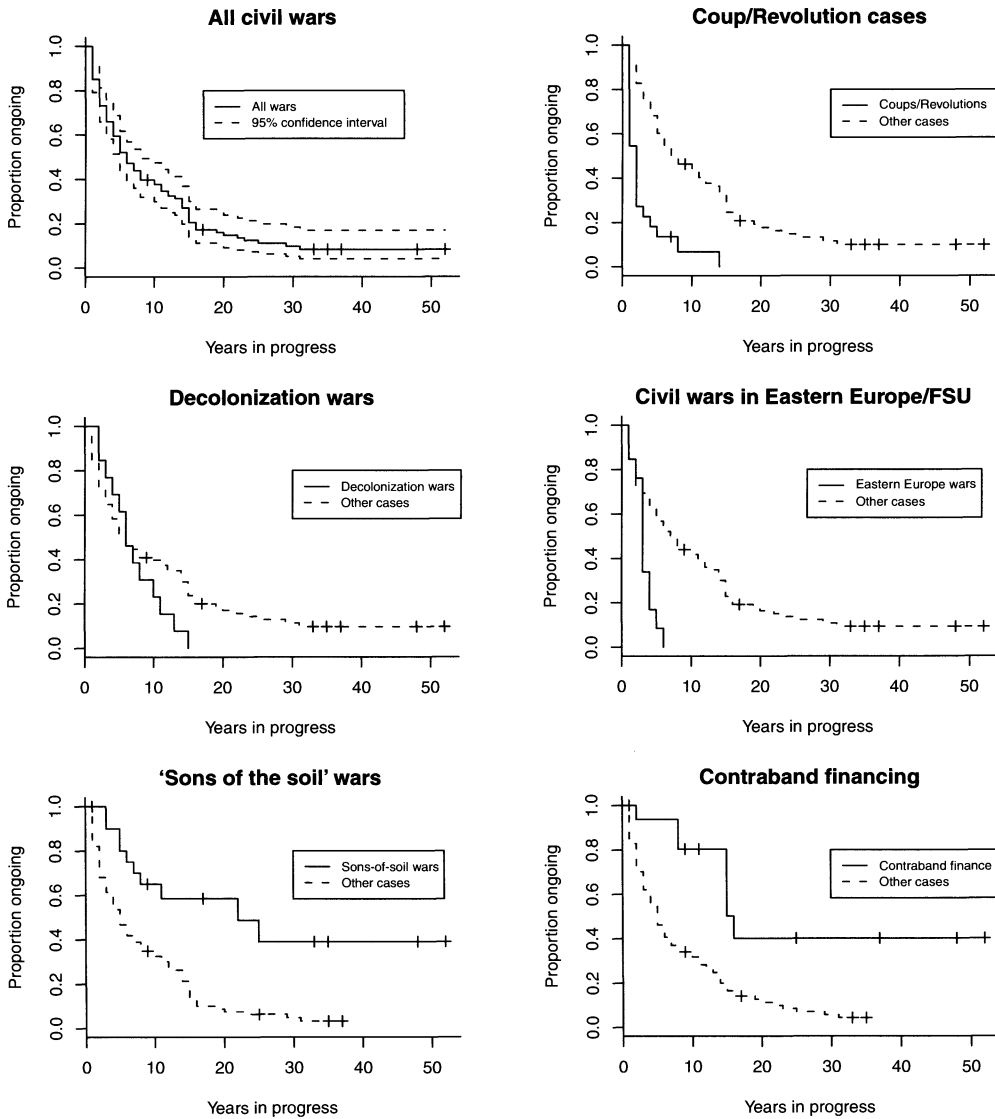 All civil wars
Proportion ongoing
1.0
0.8
0.6
0.4
0.2
0.0
All wars
95% confidence interval
0 10 20 30 40 50
Years in progress
Coup/Revolution cases
Proportion ongoing
1.0
0.8
0.6
0.4
0.2
0.0
Coups/Revolutions
Other cases
0 10 20 30 40 50
Years in progress
Decolonization wars
Proportion ongoing
1.0
0.8
0.6
0.4
0.2
0.0
Decolonization wars
Other cases
0 10 20 30 40 50
Years in progress
Civil wars in Eastern Europe/FSU
Proportion ongoing
1.0
0.8
0.6
0.4
0.2
0.0
Eastern Europe wars
Other cases
0 10 20 30 40 50
Years in progress
‘Sons of the soil’ wars
Proportion ongoing
1.0
0.8
0.6
0.4
0.2
0.0
Sons-of-soil wars
Other cases
0 10 20 30 40 50
Years in progress
Contraband financing
Proportion ongoing
1.0
0.8
0.6
0.4
0.2
0.0
Contraband finance
Other cases
0 10 20 30 40 50
Years in progress